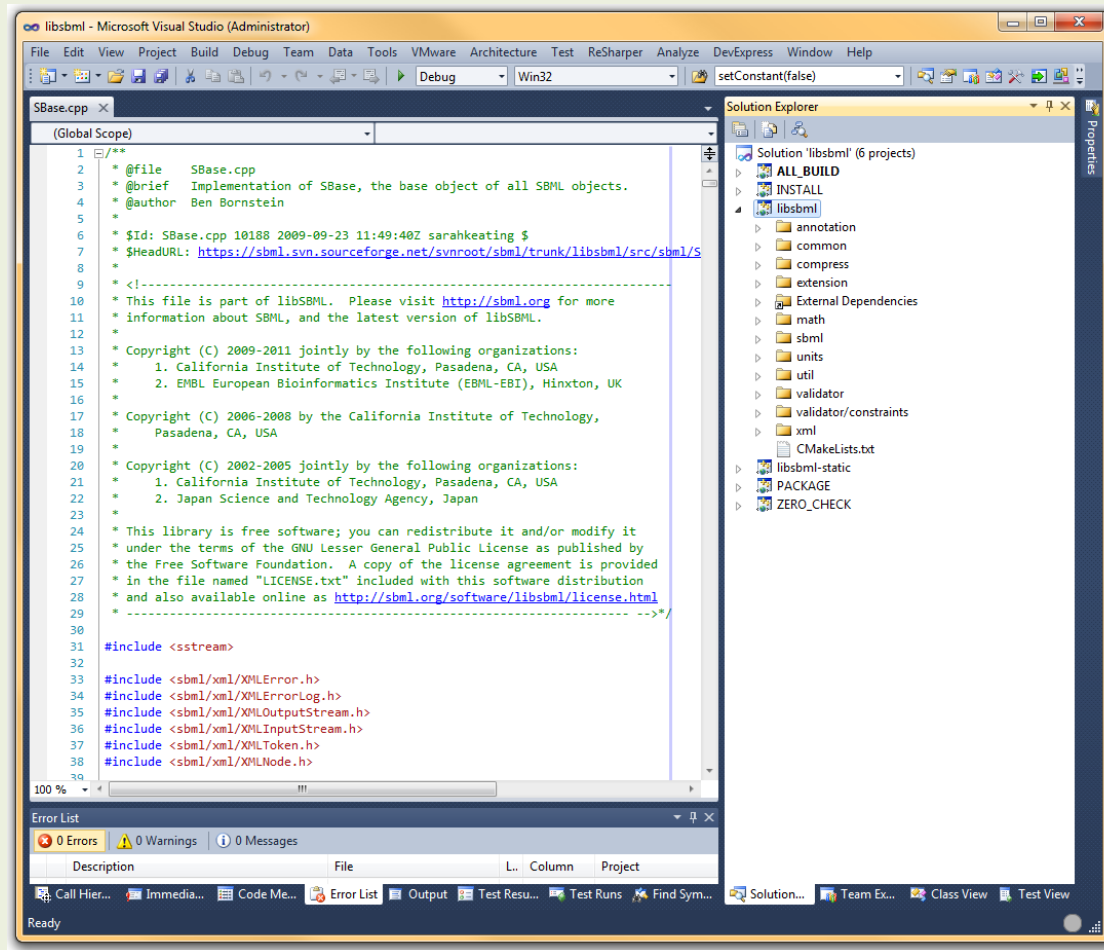 libsbml - Microsoft Visual Studio (Administrator)
File Edit View Project Build Debug Team Data Tools VMware Architecture Test ReSharper Analyze DevExpress Window Help
Debug Win32 setConstant(false)
SBase.cpp
(Global Scope)
1 /**
2 * @file SBase.cpp
3 * @brief Implementation of SBase, the base object of all SBML objects.
4 * @author Ben Bornstein
5 *
6 * $Id: SBase.cpp 10188 2009-09-23 11:49:40Z sarahkeating $
7 * $HeadURL: https://sbml.svn.sourceforge.net/svnroot/sbml/trunk/libsbml/src/sbml/S
8 *
9 * <!-------------------------------------------------------------------------
10 * This file is part of libSBML. Please visit http://sbml.org for more
11 * information about SBML, and the latest version of libSBML.
12 *
13 * Copyright (C) 2009-2011 jointly by the following organizations:
14 * 1. California Institute of Technology, Pasadena, CA, USA
15 * 2. EMBL European Bioinformatics Institute (EBML-EBI), Hinxton, UK
16 *
17 * Copyright (C) 2006-2008 by the California Institute of Technology,
18 * Pasadena, CA, USA
19 *
20 * Copyright (C) 2002-2005 jointly by the following organizations:
21 * 1. California Institute of Technology, Pasadena, CA, USA
22 * 2. Japan Science and Technology Agency, Japan
23 *
24 * This library is free software; you can redistribute it and/or modify it
25 * under the terms of the GNU Lesser General Public License as published by
26 * the Free Software Foundation. A copy of the license agreement is provided
27 * in the file named "LICENSE.txt" included with this software distribution
28 * and also available online as http://sbml.org/software/libsbml/license.html
29 * ---------------------------------------------------------------------- -->*/
30
31 #include <sstream>
32
33 #include <sbml/xml/XMLError.h>
34 #include <sbml/xml/XMLErrorLog.h>
35 #include <sbml/xml/XMLOutputStream.h>
36 #include <sbml/xml/XMLInputStream.h>
37 #include <sbml/xml/XMLToken.h>
38 #include <sbml/xml/XMLNode.h>
39
100 %
Solution Explorer
Solution 'libsbml' (6 projects)
ALL_BUILD
INSTALL
libsbml
annotation
common
compress
extension
External Dependencies
math
sbml
units
util
validator
validator/constraints
xml
CMakeLists.txt
libsbml-static
PACKAGE
ZERO_CHECK
Properties
Error List
0 Errors 0 Warnings 0 Messages
Description File L.. Column Project
Call Hier... Immedia... Code Me... Error List Output Test Resu... Test Runs Find Sym...
Solution... Team Ex... Class View Test View
Ready